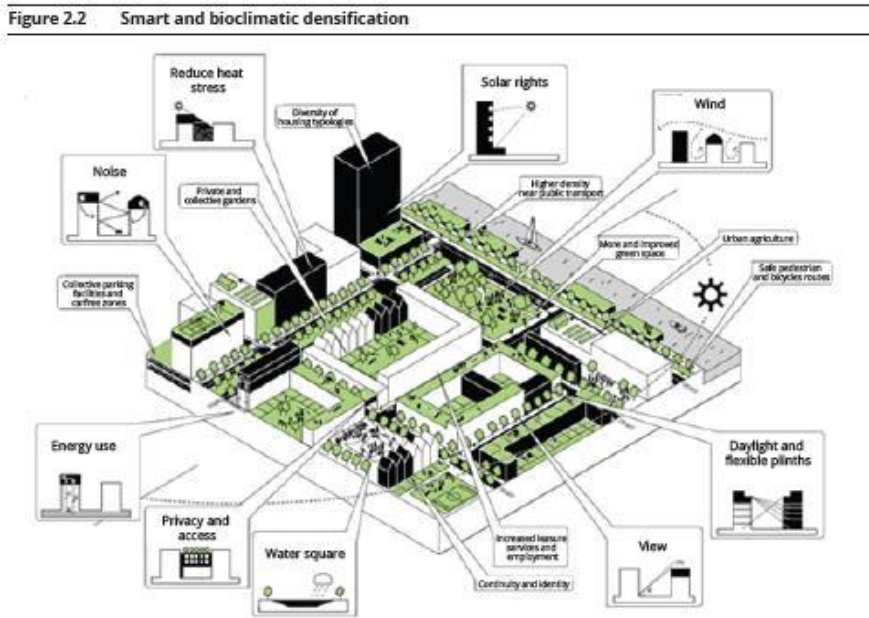 Figure 2.2 Smart and bioclimatic densification
Reduce heat
stress
Solar rights
Wind
Diversity of
housing typologies
Noise
Private and
collective gardens
Higher density
near public transport
More and improved
green space
Urban agriculture
Safe pedestrian
and bicycles routes
Collective parking
facilities and
carfree zones
Energy use
Daylight and
flexible plinths
Privacy and
access
Water square
Increased leasure
services and
employment
View
Continuity and identity